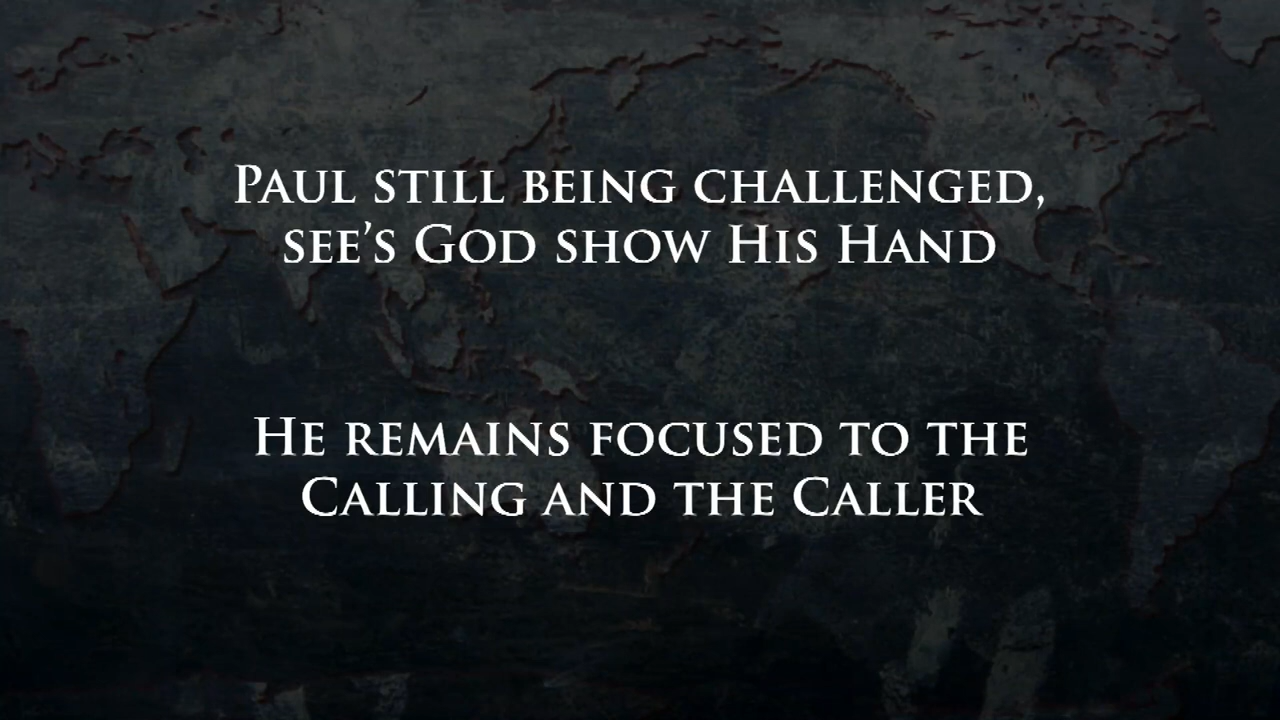 Paul still being challenged,
see’s God show His Hand
He remains focused to the
Calling and the Caller